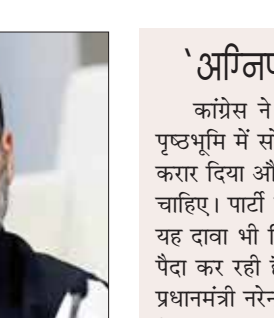 `अग्निप
कांग्रेस ने
पृष्ठभूमि में सं
करार दिया औ
चाहिए। पार्टी
यह दावा भी
पैदा कर रही है
प्रधानमंत्री नरेन